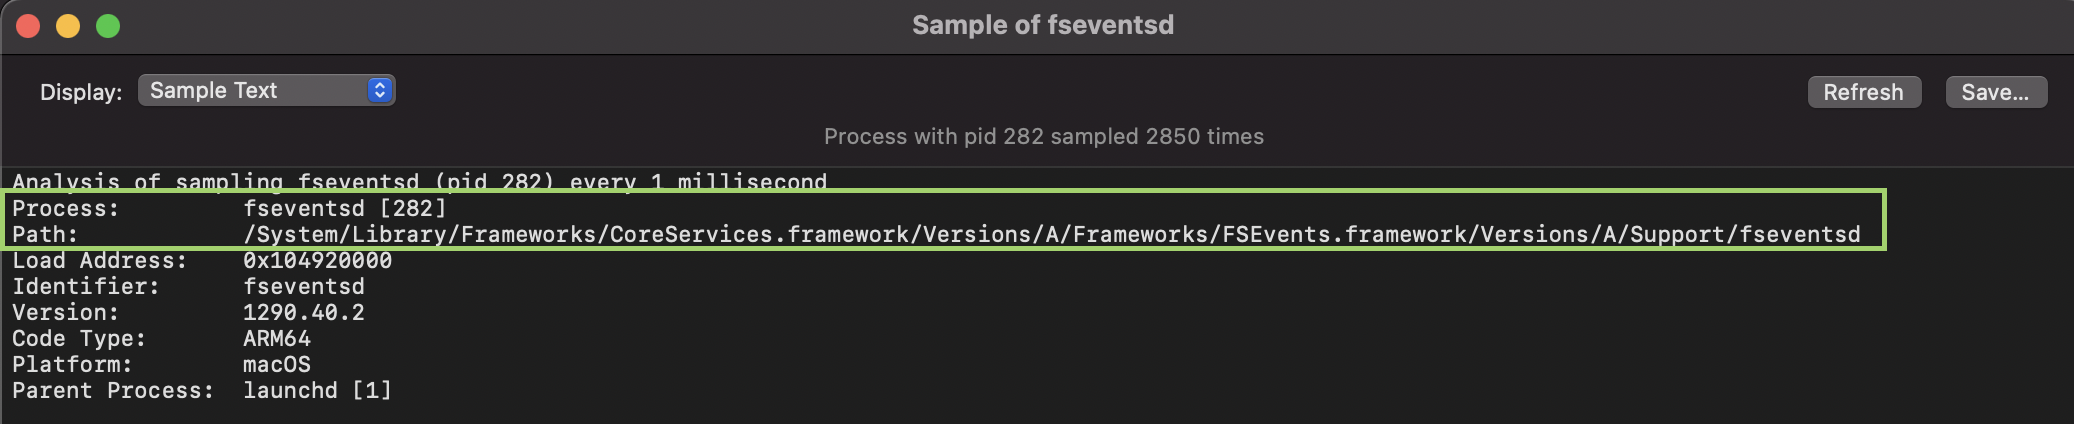 Sample of fseventsd
Display: Sample Text Refresh Save...
Process with pid 282 sampled 2850 times
Analysis of sampling fseventsd (pid 282) every 1 millisecond
Process: fseventsd [282]
Path: /System/Library/Frameworks/CoreServices.framework/Versions/A/Frameworks/FSEvents.framework/Versions/A/Support/fseventsd
Load Address: 0x104920000
Identifier: fseventsd
Version: 1290.40.2
Code Type: ARM64
Platform: macOS
Parent Process: launchd [1]